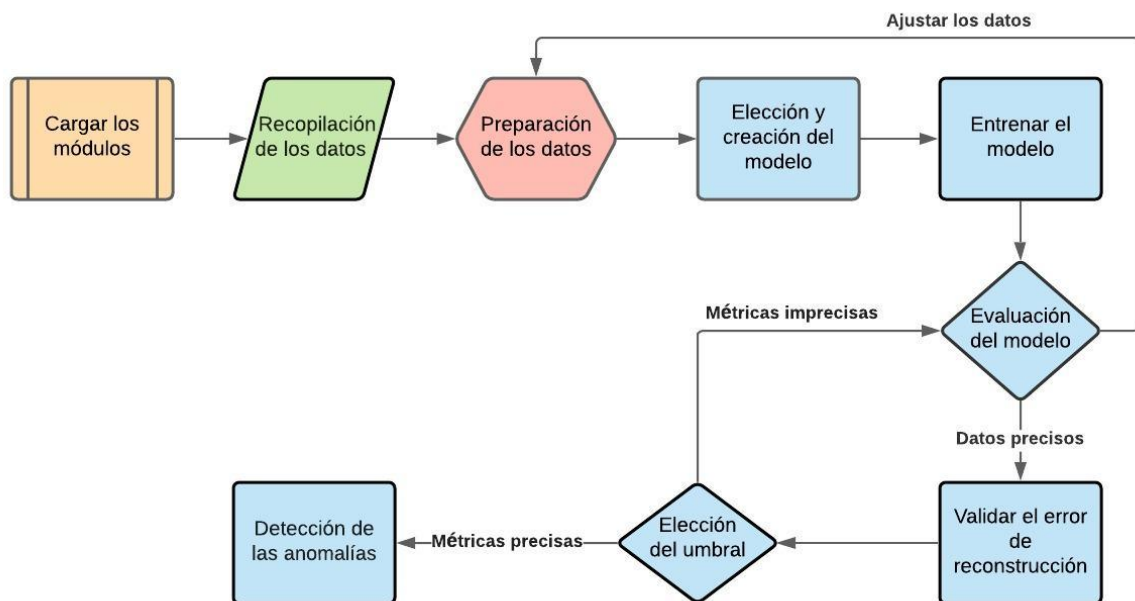 Ajustar los datos
Cargar los
módulos
Recopilación
de los datos
Preparación
de los datos
Elección y
creación del
modelo
Entrenar el
modelo
Métricas imprecisas
Evaluación
del modelo
Datos precisos
Detección de
las anomalías
Métricas precisas
Elección
del umbral
Validar el error
de
reconstrucción